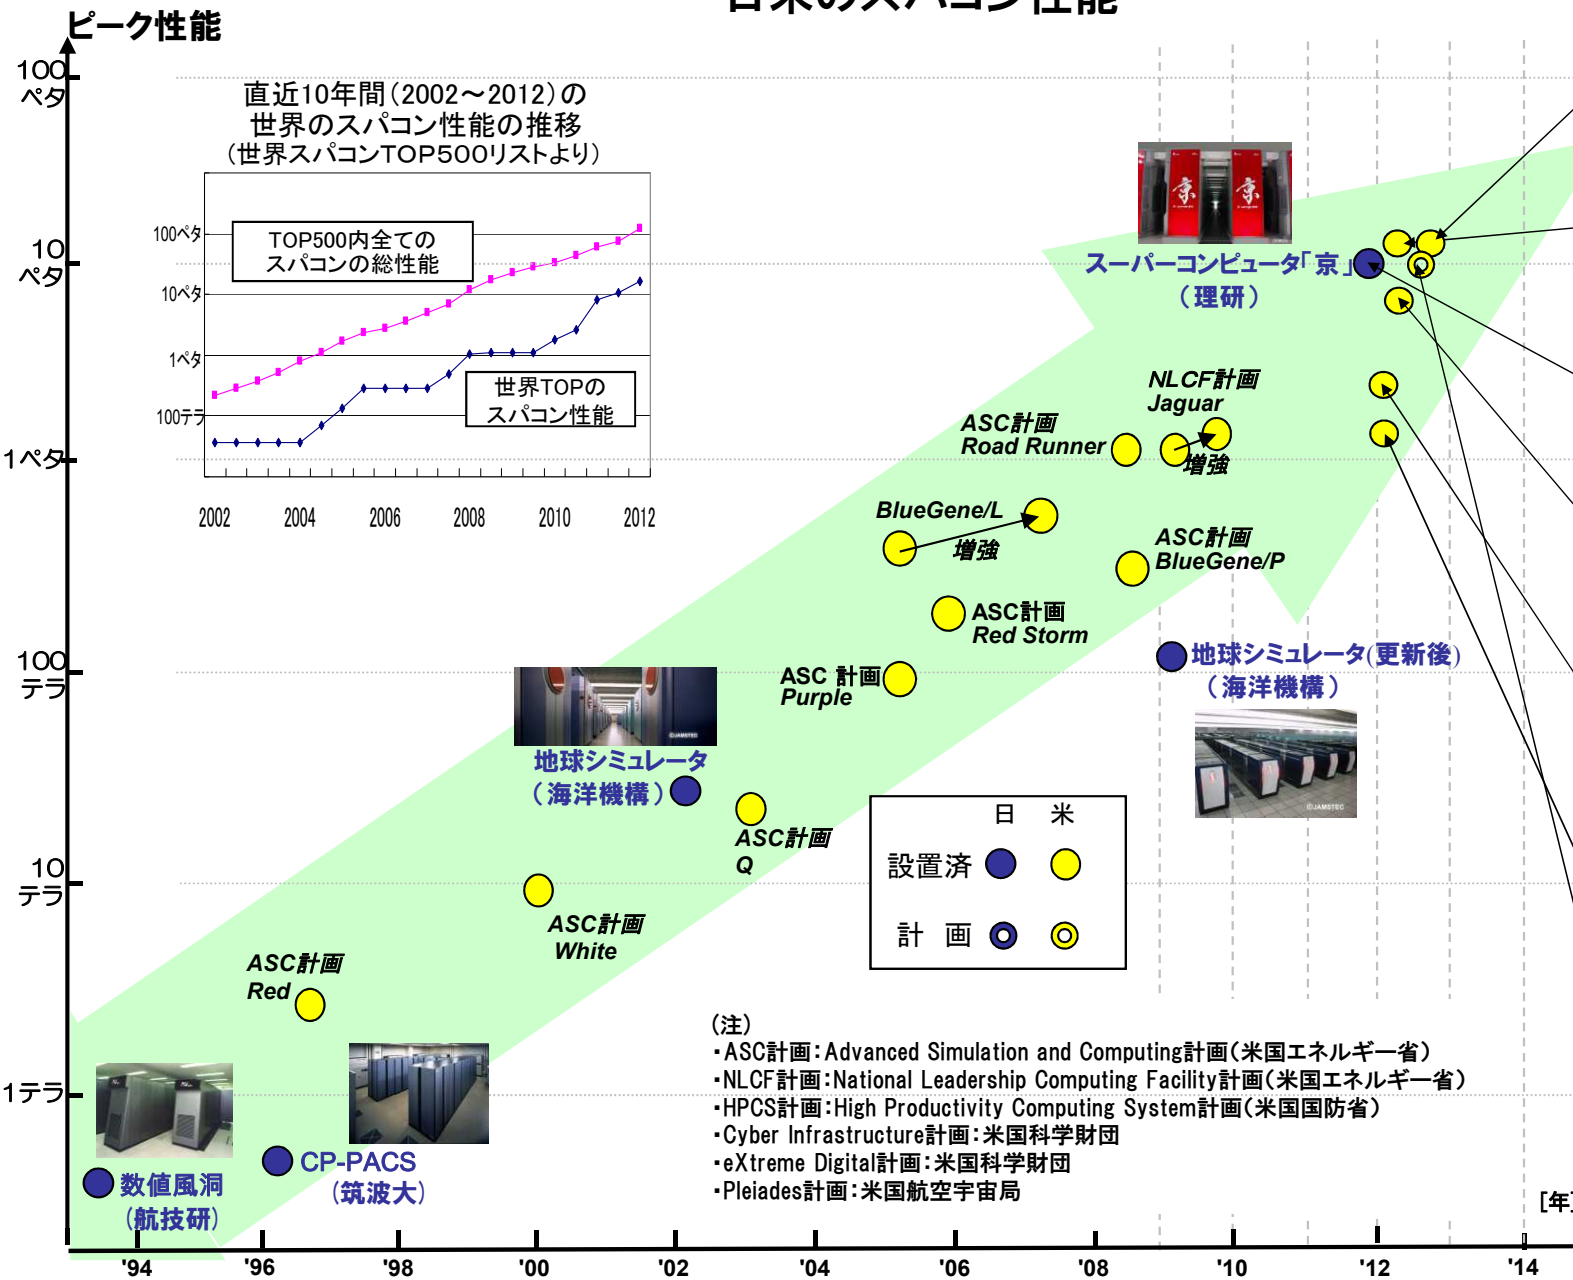 日米のスパコン性能
ピーク性能
100
ペタ
10
ペタ
1ペタ
100
テラ
10
テラ
1テラ
直近10年間(2002～2012)の
世界のスパコン性能の推移
(世界スパコンTOP500リストより)
100ペタ
10ペタ
1ペタ
100テラ
TOP500内全ての
スパコンの総性能
世界TOPの
スパコン性能
2002 2004 2006 2008 2010 2012
京 京
スーパーコンピュータ「京」
(理研)
NLCF計画
Jaguar
増強
ASC計画
Road Runner
BlueGene/L
増強
ASC計画
BlueGene/P
ASC計画
Red Storm
ASC 計画
Purple
地球シミュレータ(更新後)
(海洋機構)
©JAMSTEC
©JAMSTEC
地球シミュレータ
(海洋機構)
ASC計画
Q
ASC計画
White
ASC計画
Red
日 米
設置済
計 画
CP-PACS
(筑波大)
数値風洞
(航技研)
(注)
・ASC計画：Advanced Simulation and Computing計画(米国エネルギー省)
・NLCF計画：National Leadership Computing Facility計画(米国エネルギー省)
・HPCS計画：High Productivity Computing System計画(米国国防省)
・Cyber Infrastructure計画：米国科学財団
・eXtreme Digital計画：米国科学財団
・Pleiades計画：米国航空宇宙局
[年]
'94 '96 '98 '00 '02 '04 '06 '08 '10 '12 '14